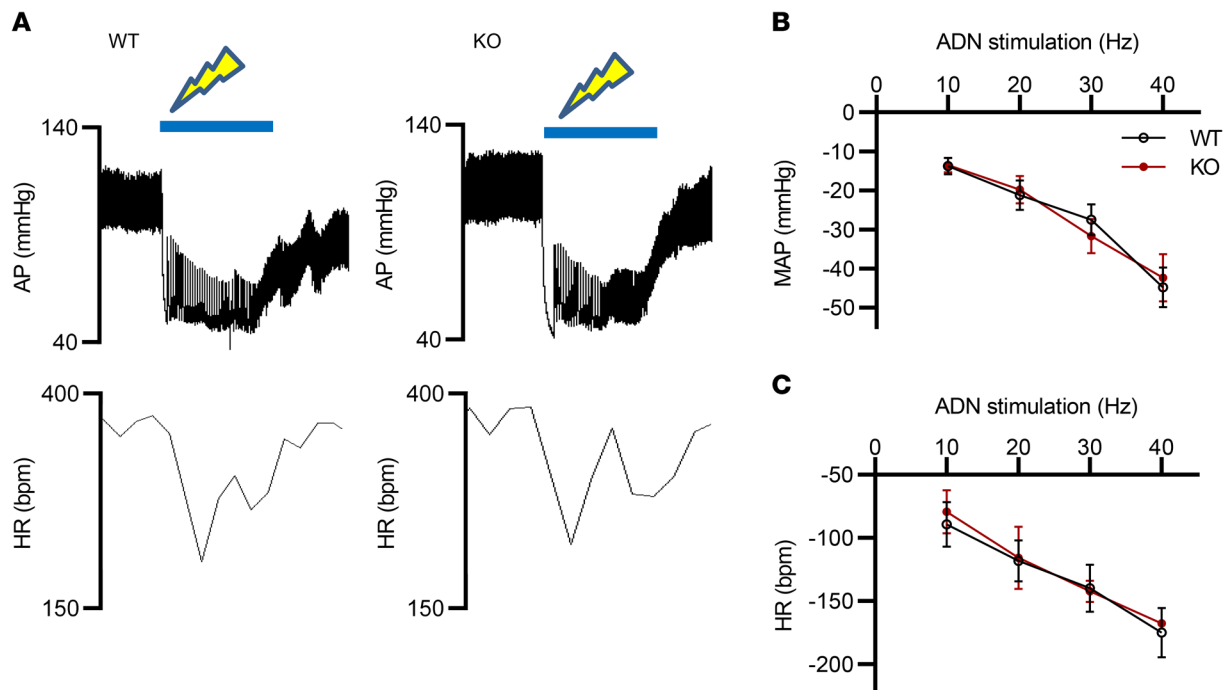 A
WT
KO
140
AP (mmHg)
40
140
AP (mmHg)
40
400
HR (bpm)
150
400
HR (bpm)
150
B
ADN stimulation (Hz)
0 10 20 30 40
0
-10
-20
-30
-40
-50
MAP (mmHg)
WT
KO
C
ADN stimulation (Hz)
0 10 20 30 40
-50
-100
-150
-200
HR (bpm)